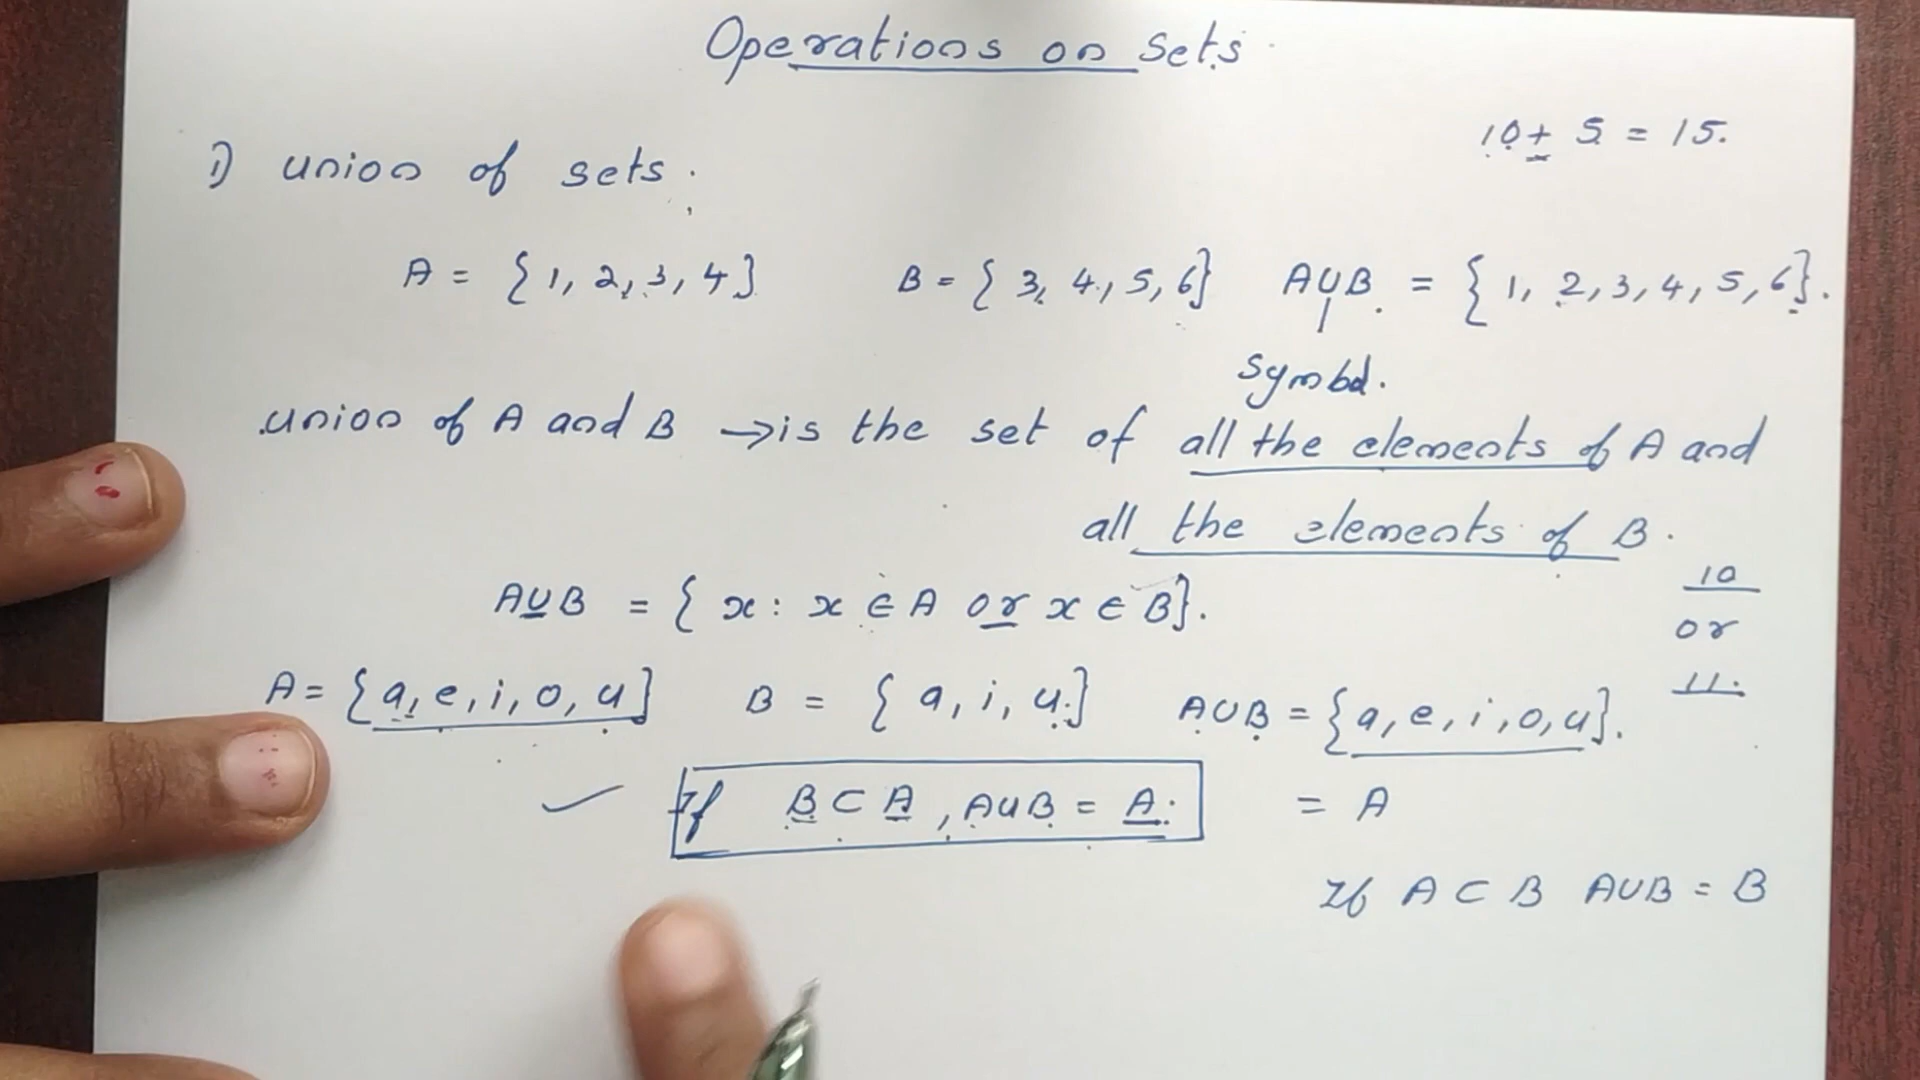 Operations on Sets
10 + 5 = 15.
1) union of sets.
A = {1, 2, 3, 4} B = {3, 4, 5, 6} A∪B = {1, 2, 3, 4, 5, 6}.
Symbol.
union of A and B → is the set of all the elements of A and
all the elements of B.
A∪B = {x : x ∈ A or x ∈ B}.
10
or
11.
A = {a, e, i, o, u} B = {a, i, u} A∪B = {a, e, i, o, u}.
If B ⊂ A, A∪B = A. = A
If A ⊂ B A∪B = B